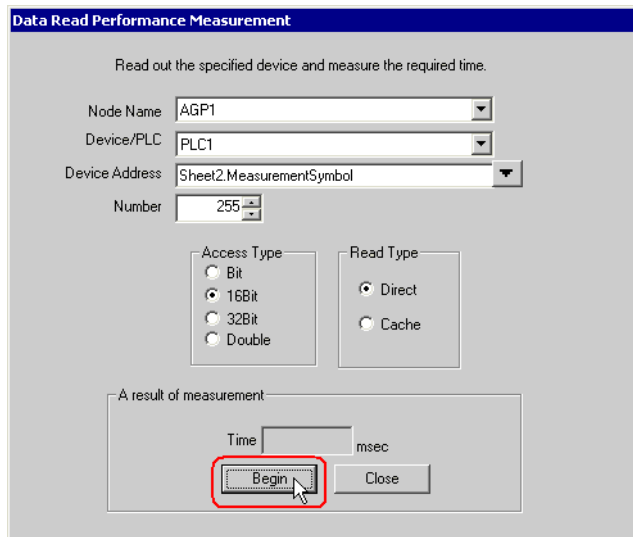 Data Read Performance Measurement
Read out the specified device and measure the required time.
Node Name AGP1
Device/PLC PLC1
Device Address Sheet2.MeasurementSymbol
Number 255
Access Type Read Type
Bit
16Bit Direct
32Bit Cache
Double
A result of measurement
Time msec
Begin Close